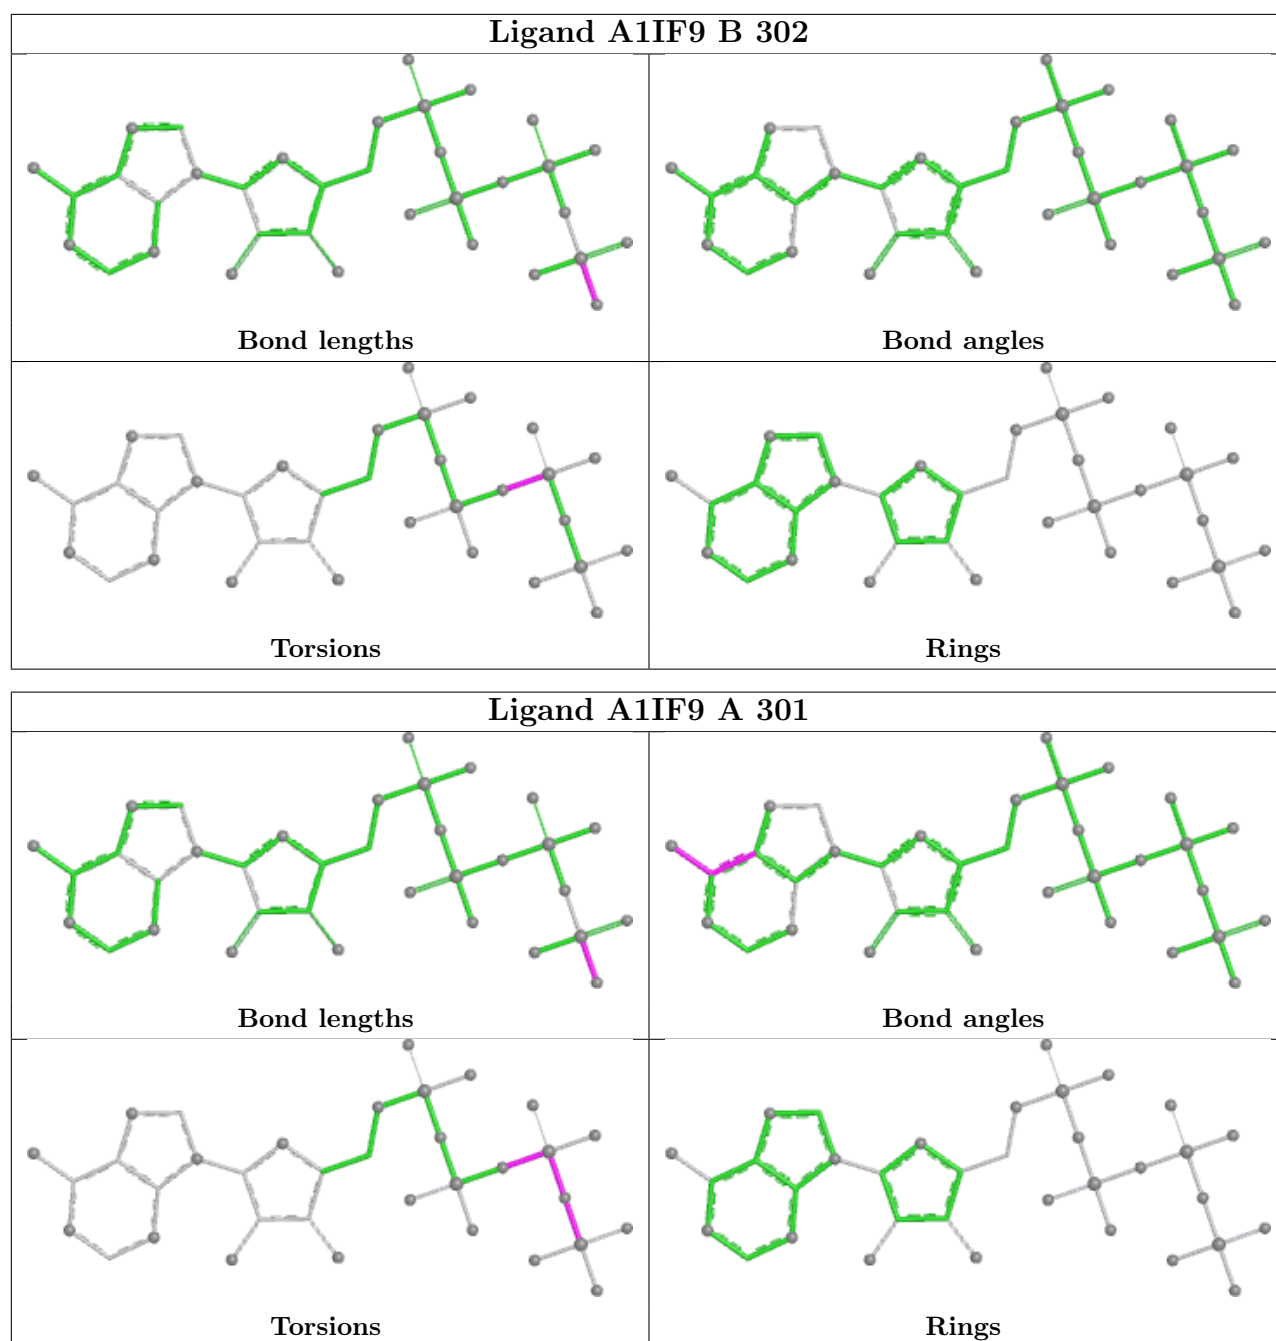 Ligand A1IF9 B 302
Bond lengths
Bond angles
Torsions
Rings
Ligand A1IF9 A 301
Bond lengths
Bond angles
Torsions
Rings